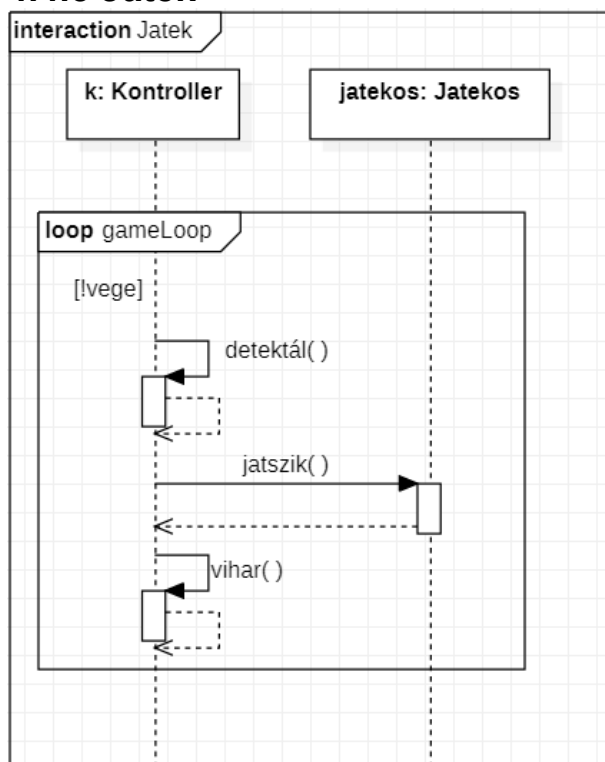 interaction Jatek
k: Kontroller
jatekos: Jatekos
loop gameLoop
[!vege]
detektál( )
jatszik( )
vihar( )